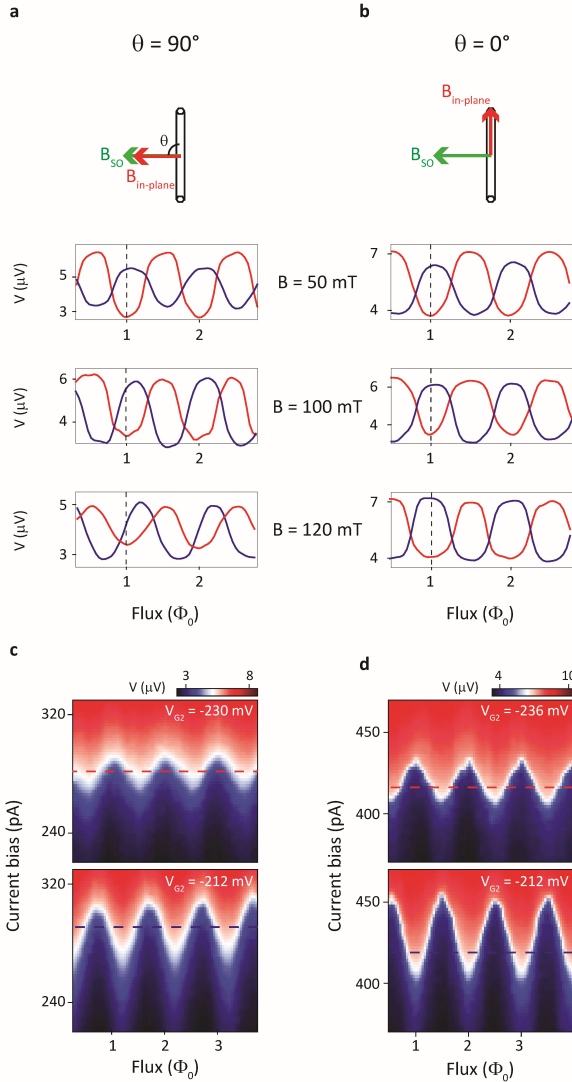 a
b
θ = 90°
θ = 0°
B_in-plane
θ
B_SO
B_in-plane
B_SO
V (µV)
5
3
1
2
B = 50 mT
7
4
1
2
V (µV)
6
4
1
2
B = 100 mT
6
4
1
2
V (µV)
5
3
1
2
B = 120 mT
7
4
1
2
Flux (Φ₀)
Flux (Φ₀)
c
d
V (µV)
3
8
V (µV)
4
10
Current bias (pA)
320
240
V_G2 = -230 mV
450
400
V_G2 = -236 mV
320
240
V_G2 = -212 mV
450
400
V_G2 = -212 mV
1
2
3
1
2
3
Flux (Φ₀)
Flux (Φ₀)